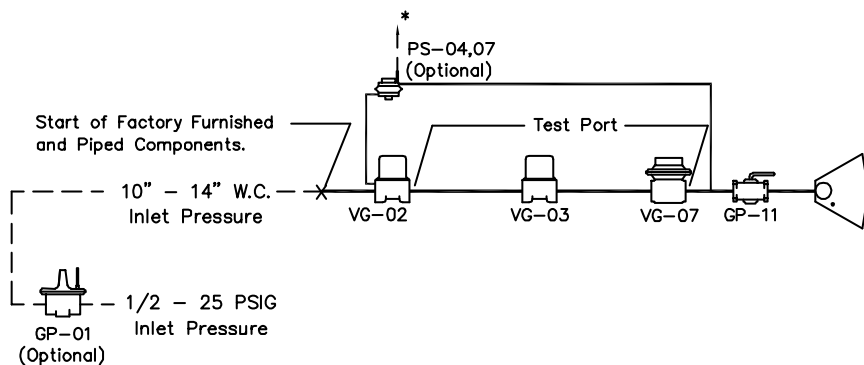 *
PS-04,07
(Optional)
Start of Factory Furnished
and Piped Components.
Test Port
10" - 14" W.C.
Inlet Pressure
VG-02
VG-03
VG-07
GP-11
1/2 - 25 PSIG
Inlet Pressure
GP-01
(Optional)